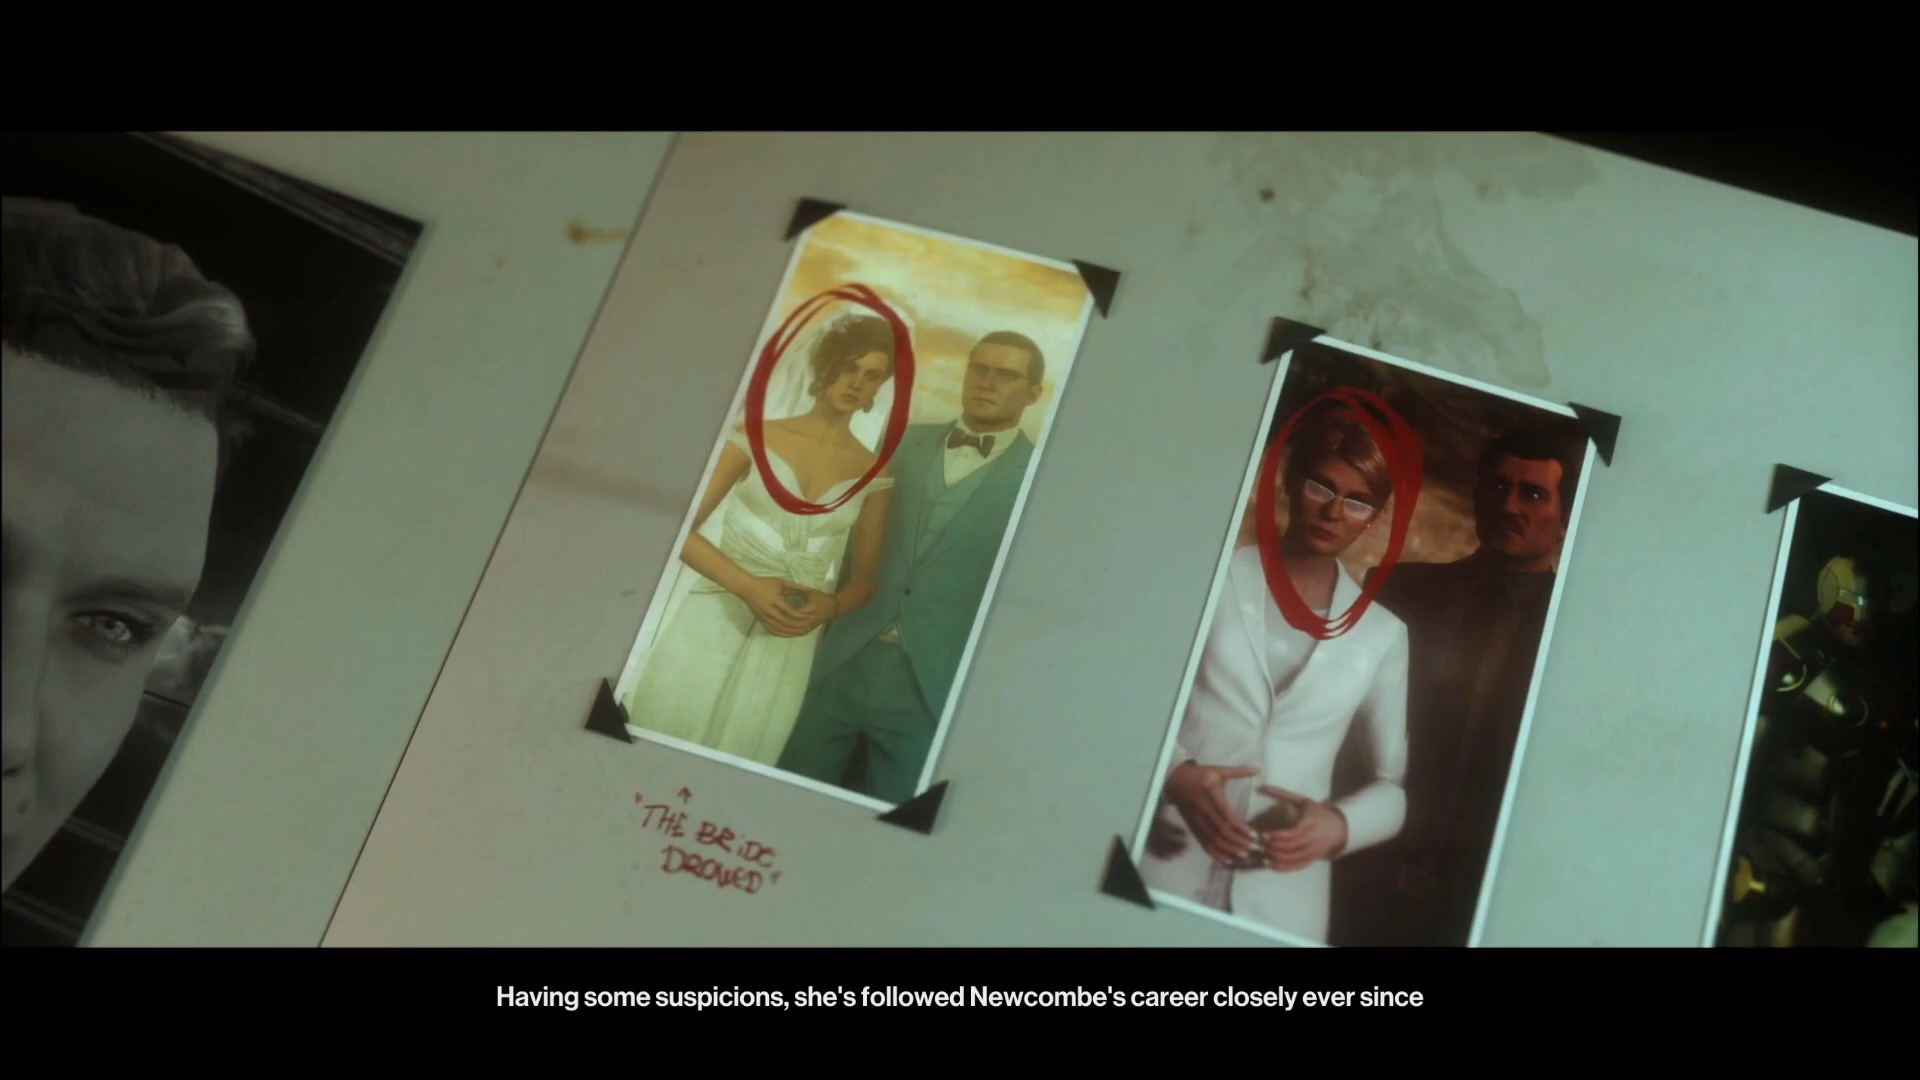 "THE BRiDE
DROWED"
Having some suspicions, she's followed Newcombe's career closely ever since